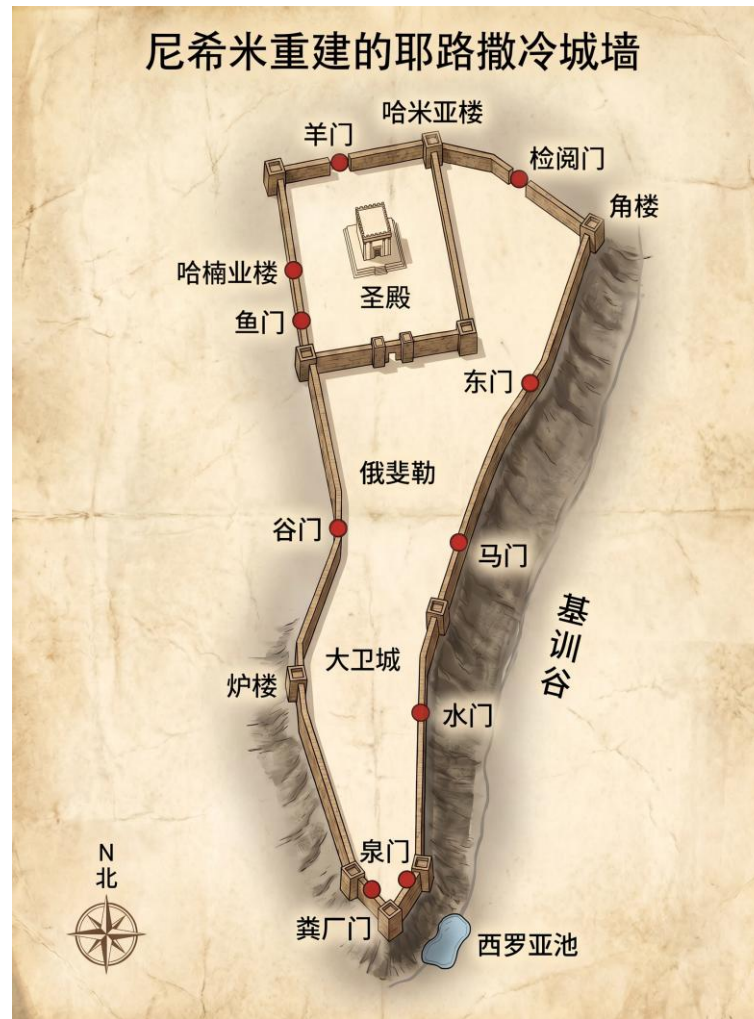 尼希米重建的耶路撒冷城墙
哈米亚楼
羊门
检阅门
角楼
哈楠业楼
圣殿
鱼门
东门
俄斐勒
谷门
马门
基训谷
大卫城
炉楼
水门
泉门
N
北
粪厂门
西罗亚池